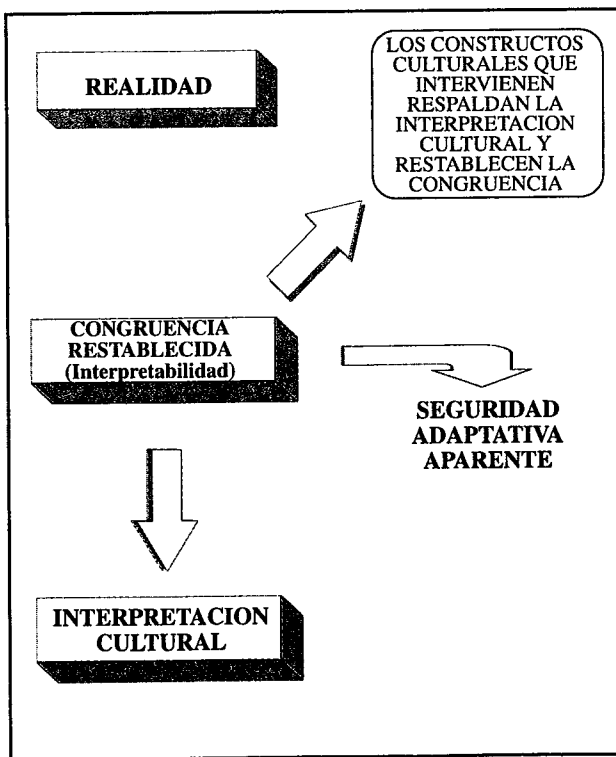 REALIDAD
LOS CONSTRUCTOS
CULTURALES QUE
INTERVIENEN
RESPALDAN LA
INTERPRETACION
CULTURAL Y
RESTABLECEN LA
CONGRUENCIA
CONGRUENCIA
RESTABLECIDA
(Interpretabilidad)
SEGURIDAD
ADAPTATIVA
APARENTE
INTERPRETACION
CULTURAL